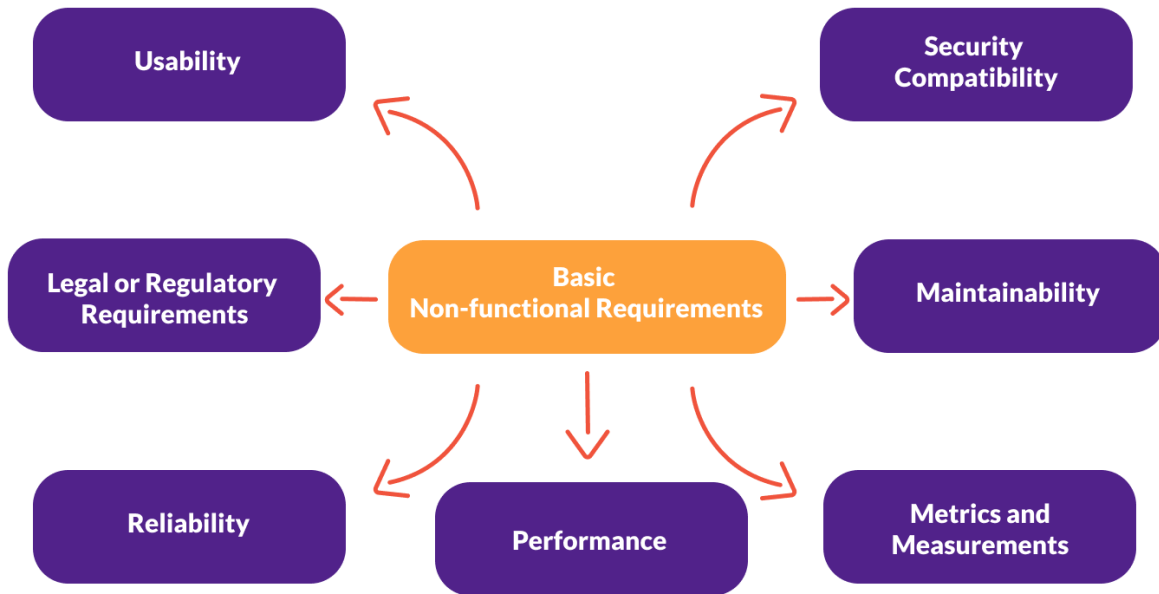 Usability
Security
Compatibility
Legal or Regulatory
Requirements
Basic
Non-functional Requirements
Maintainability
Reliability
Performance
Metrics and
Measurements